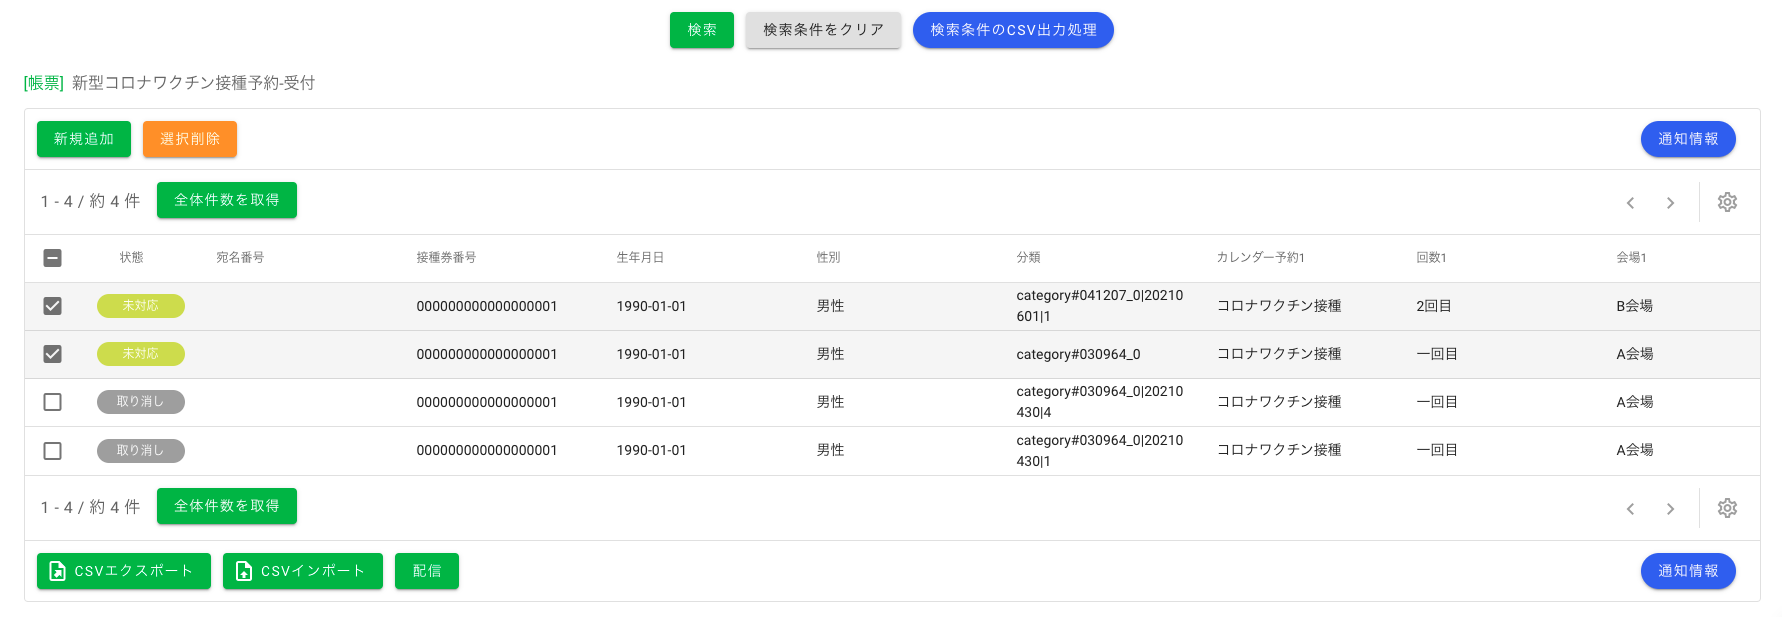 検索 検索条件をクリア 検索条件のCSV出力処理
[帳票] 新型コロナワクチン接種予約-受付
新規追加 選択削除 通知情報
1 - 4 / 約 4 件 全体件数を取得
状態 宛名番号 接種券番号 生年月日 性別 分類 カレンダー予約1 回数1 会場1
未対応 000000000000000001 1990-01-01 男性 category#041207_0|20210 コロナワクチン接種 2回目 B会場
601|1
未対応 000000000000000001 1990-01-01 男性 category#030964_0 コロナワクチン接種 一回目 A会場
取り消し 000000000000000001 1990-01-01 男性 category#030964_0|20210 コロナワクチン接種 一回目 A会場
430|4
取り消し 000000000000000001 1990-01-01 男性 category#030964_0|20210 コロナワクチン接種 一回目 A会場
430|1
1 - 4 / 約 4 件 全体件数を取得
CSVエクスポート CSVインポート 配信 通知情報